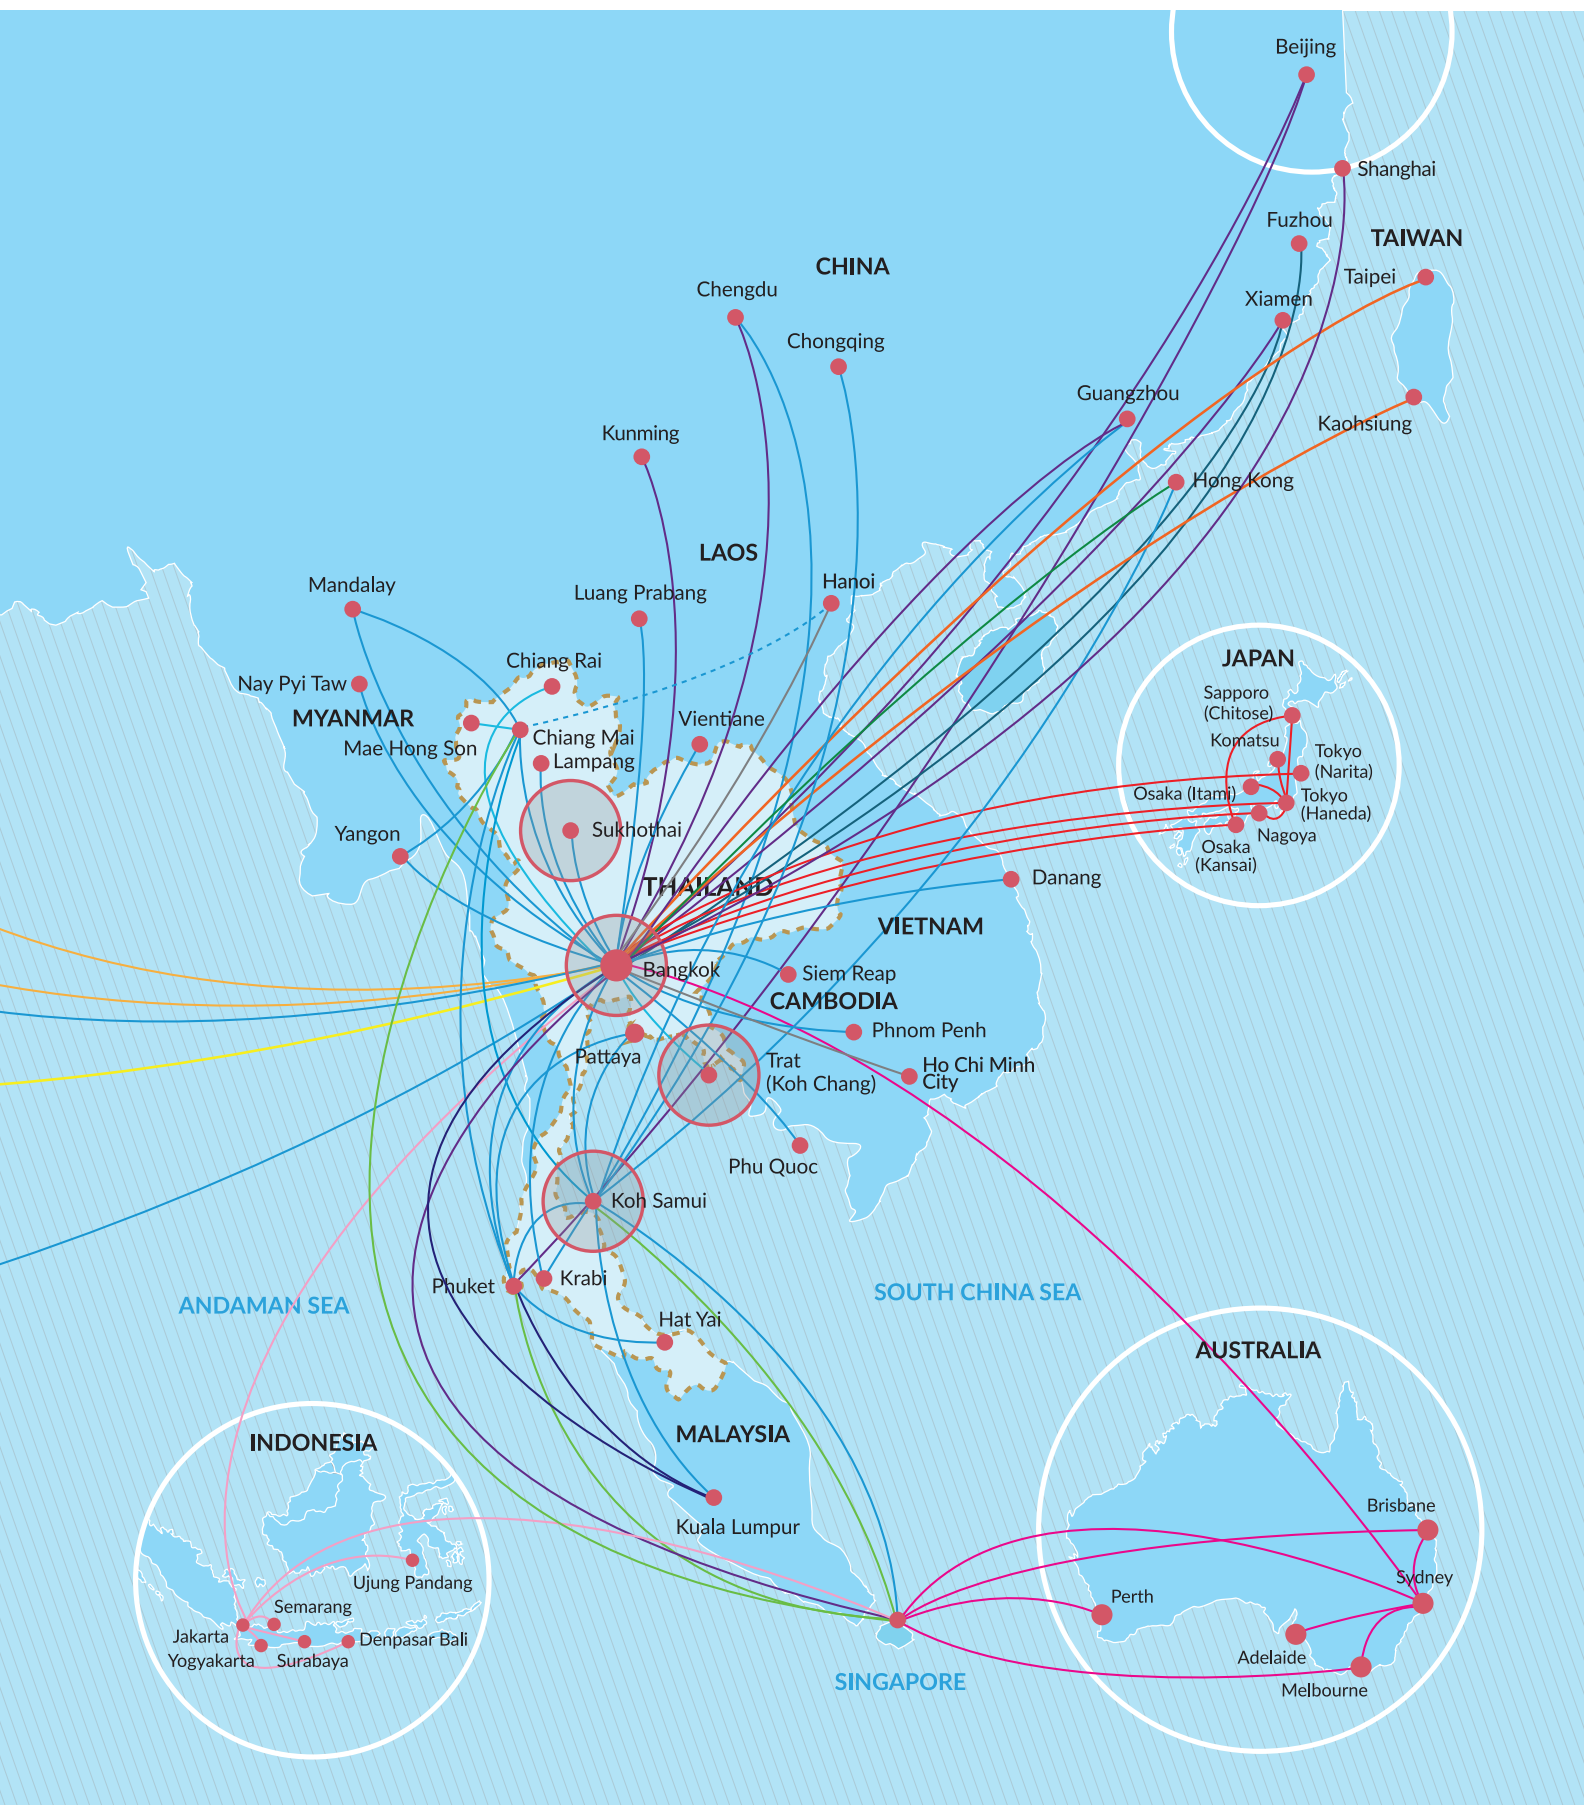 Beijing
Shanghai
Fuzhou
TAIWAN
CHINA
Taipei
Chengdu
Xiamen
Chongqing
Guangzhou
Kaohsiung
Kunming
Hong Kong
LAOS
Hanoi
Mandalay
Luang Prabang
Chiang Rai
JAPAN
Nay Pyi Taw
Sapporo
(Chitose)
MYANMAR
Vientiane
Mae Hong Son
Chiang Mai
Komatsu
Lampang
Tokyo
(Narita)
Osaka (Itami)
Tokyo
(Haneda)
Yangon
Sukhothai
Nagoya
Osaka
(Kansai)
THAILAND
Danang
VIETNAM
Bangkok
Siem Reap
CAMBODIA
Phnom Penh
Pattaya
Trat
(Koh Chang)
Ho Chi Minh
City
Phu Quoc
Koh Samui
Phuket
Krabi
ANDAMAN SEA
SOUTH CHINA SEA
Hat Yai
AUSTRALIA
INDONESIA
MALAYSIA
Brisbane
Kuala Lumpur
Ujung Pandang
Sydney
Perth
Semarang
Jakarta
Denpasar Bali
Yogyakarta
Surabaya
Adelaide
SINGAPORE
Melbourne